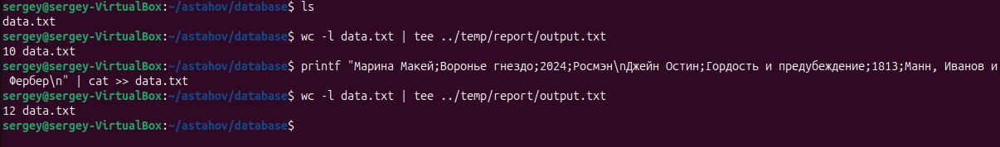 sergey@sergey-VirtualBox:~/astahov/database$ ls
data.txt
sergey@sergey-VirtualBox:~/astahov/database$ wc -l data.txt | tee ../temp/report/output.txt
10 data.txt
sergey@sergey-VirtualBox:~/astahov/database$ printf "Марина Макей;Воронье гнездо;2024;Росмэн\nДжейн Остин;Гордость и предубеждение;1813;Манн, Иванов и
 Фербер\n" | cat >> data.txt
sergey@sergey-VirtualBox:~/astahov/database$ wc -l data.txt | tee ../temp/report/output.txt
12 data.txt
sergey@sergey-VirtualBox:~/astahov/database$